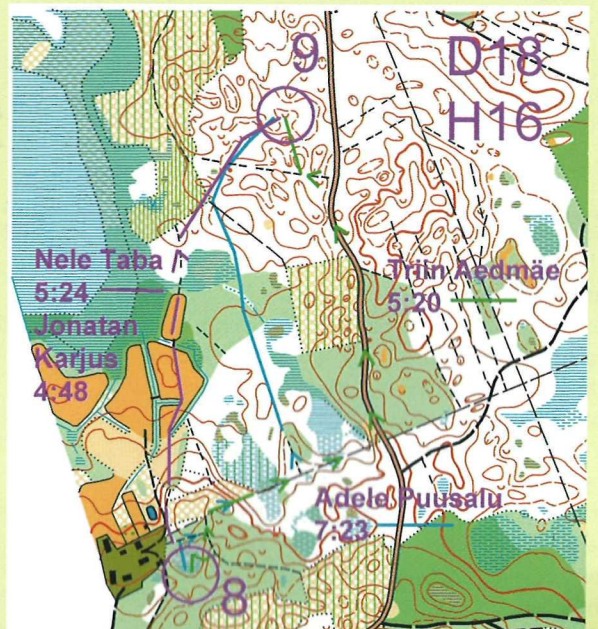 9
D18
H16
Nele Taba
5:24
Jonatan
Karjus
4:48
Triin Aedmäe
5:20
Adele Puusalu
7:23
8